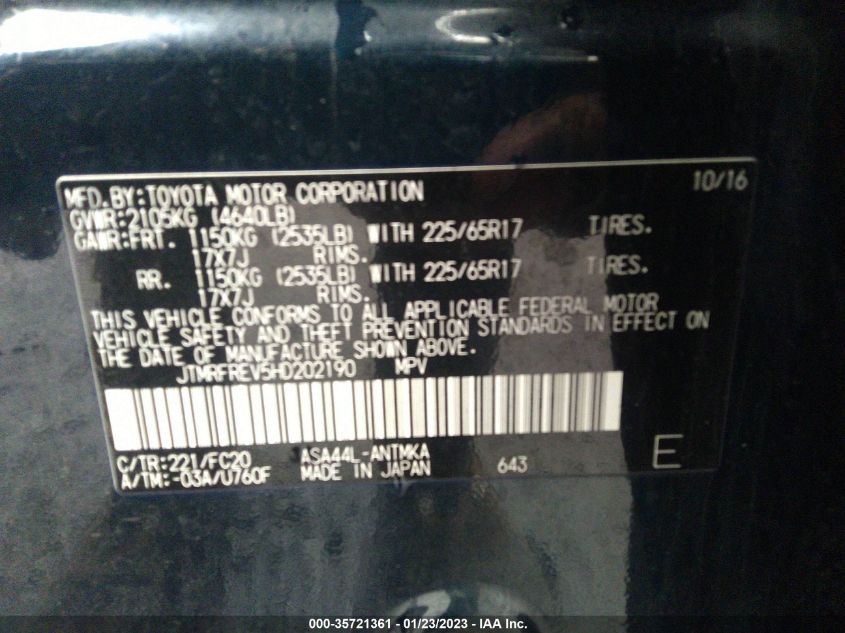 MFD.BY:TOYOTA MOTOR CORPORATION 10/16
GVWR:2105KG (4640LB)
GAWR:FRT. 1150KG (2535LB) WITH 225/65R17 TIRES.
17X7J RIMS.
RR. 1150KG (2535LB) WITH 225/65R17 TIRES.
17X7J RIMS.
THIS VEHICLE CONFORMS TO ALL APPLICABLE FEDERAL MOTOR
VEHICLE SAFETY AND THEFT PREVENTION STANDARDS IN EFFECT ON
THE DATE OF MANUFACTURE SHOWN ABOVE.
JTMRFREV5HD202190 MPV
C/TR:221/FC20 ASA44L-ANTMKA
A/TM:-03A/U760F MADE IN JAPAN 643 E
000-35721361 - 01/23/2023 - IAA Inc.